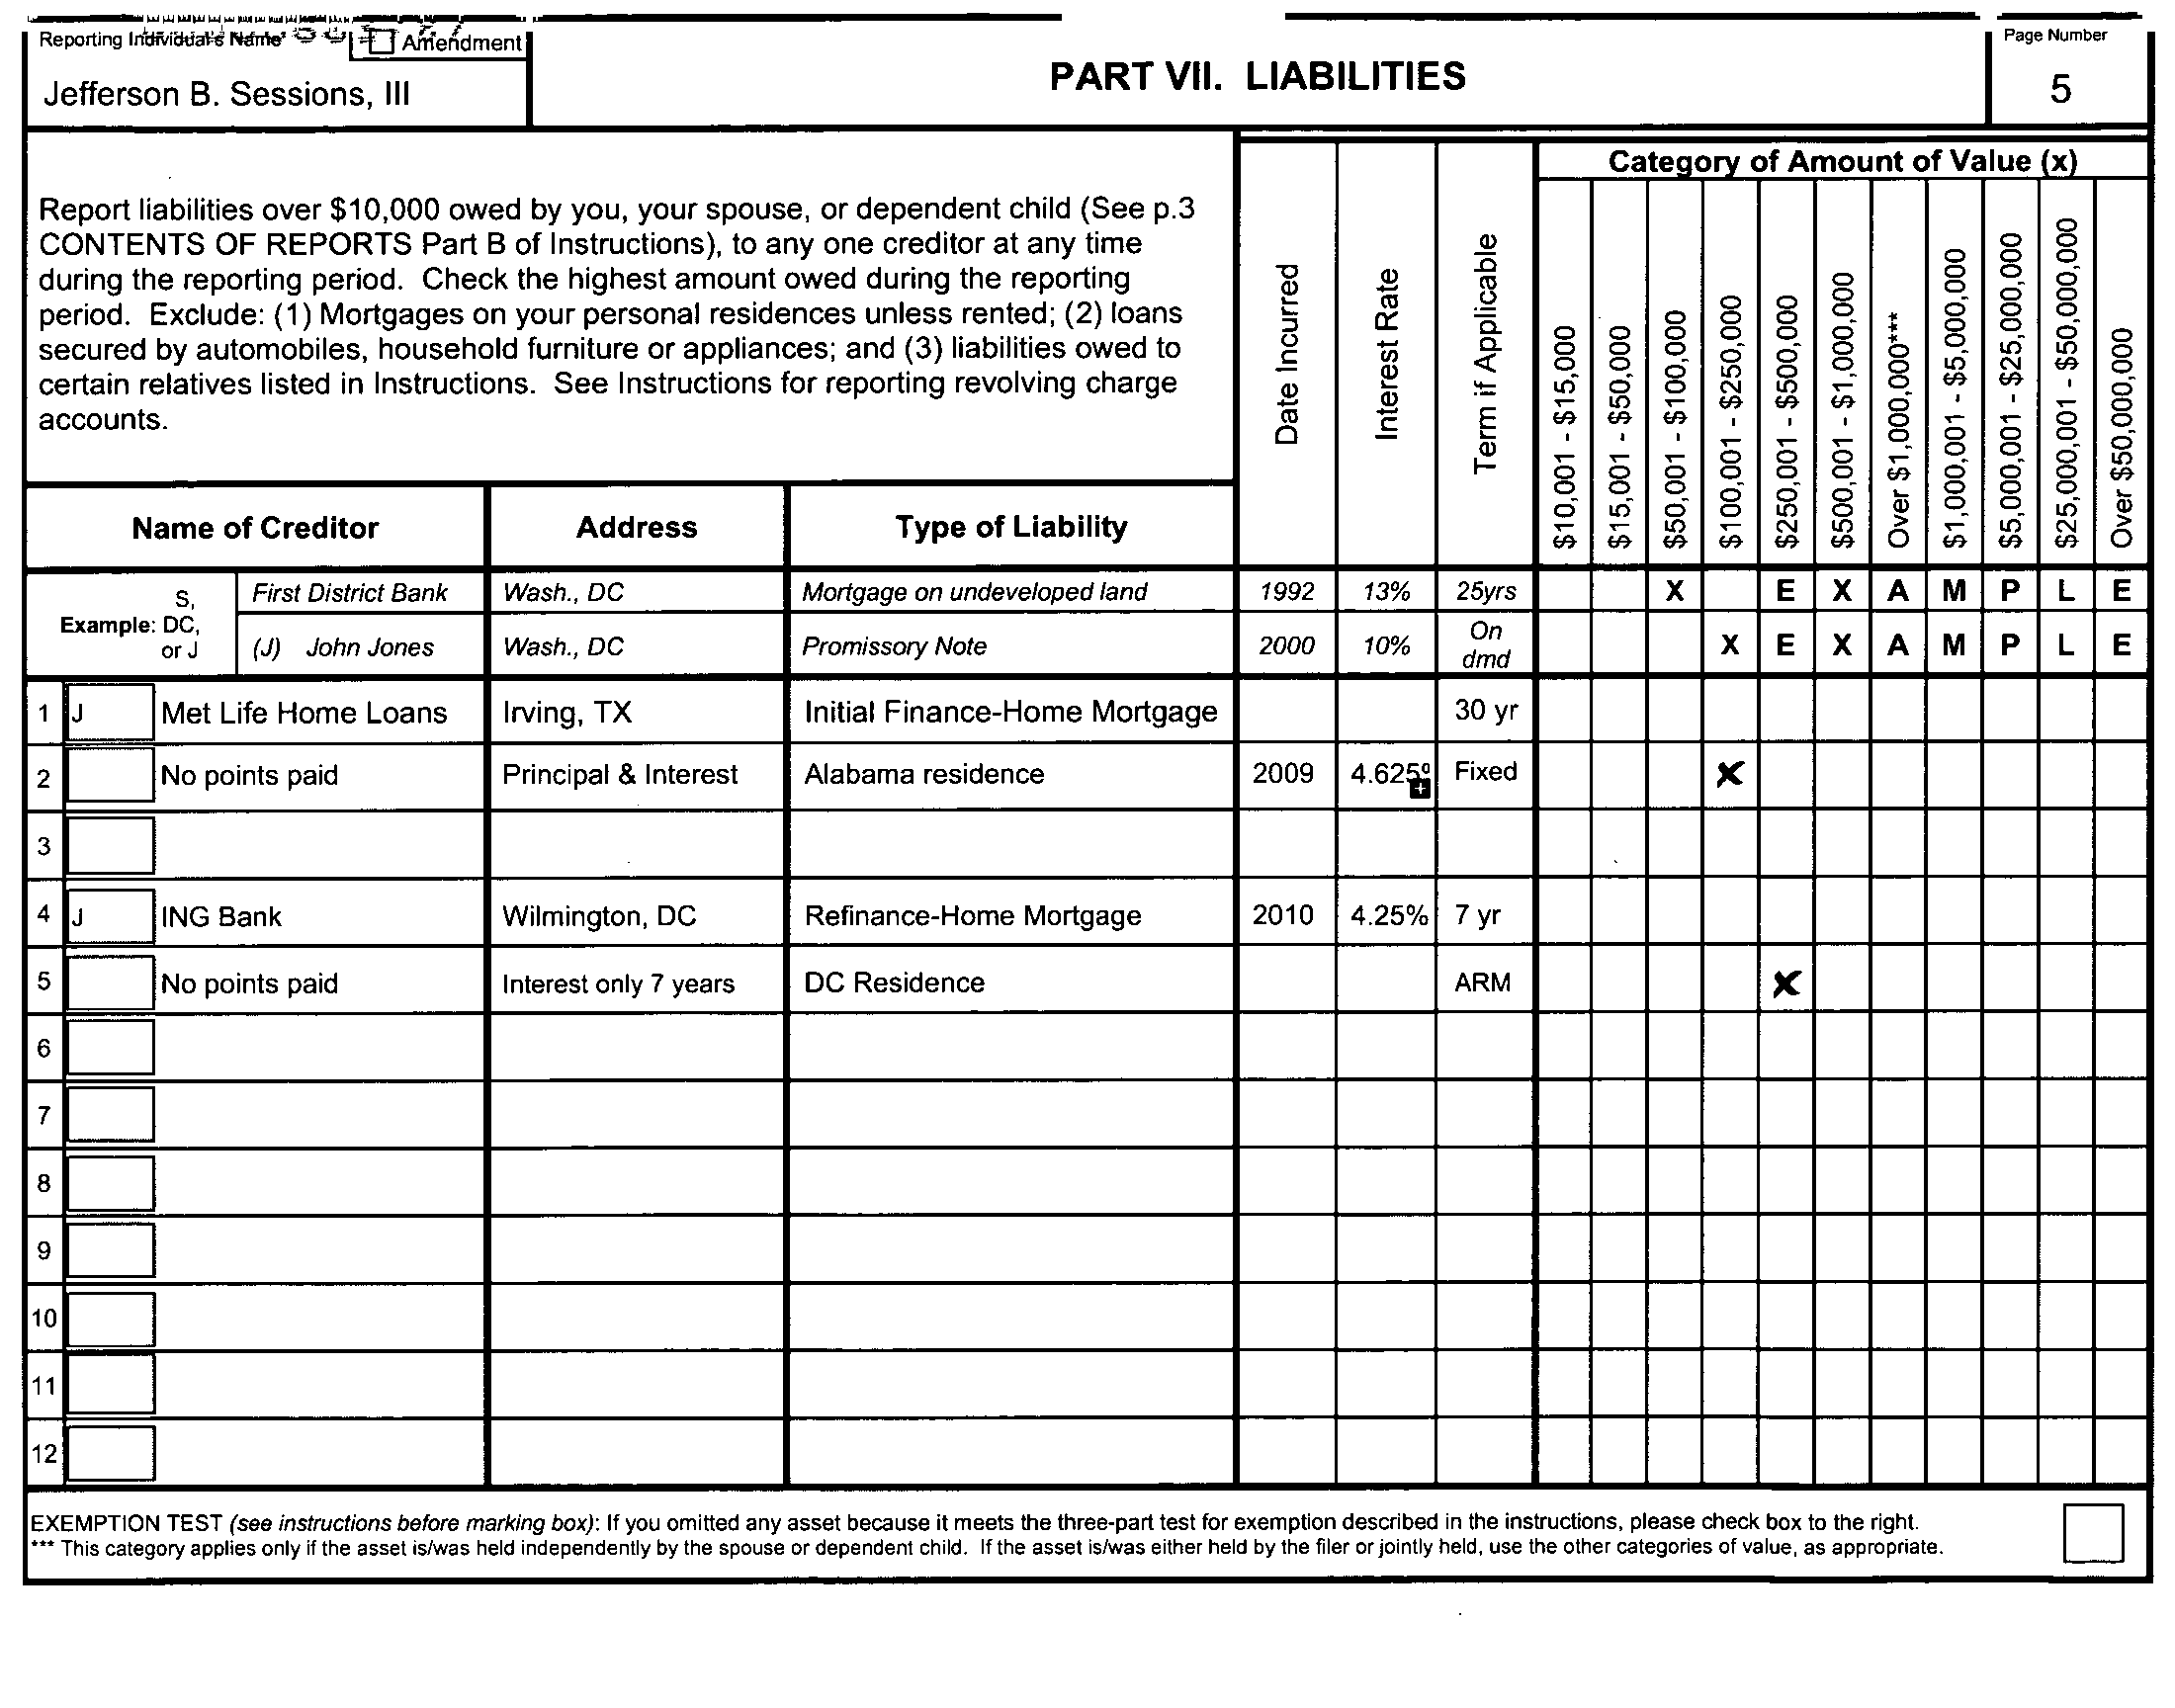 Reporting Individual's Name
Amendment
Jefferson B. Sessions, III
PART VII. LIABILITIES
Page Number
5
Report liabilities over $10,000 owed by you, your spouse, or dependent child (See p.3
CONTENTS OF REPORTS Part B of Instructions), to any one creditor at any time
during the reporting period. Check the highest amount owed during the reporting
period. Exclude: (1) Mortgages on your personal residences unless rented; (2) loans
secured by automobiles, household furniture or appliances; and (3) liabilities owed to
certain relatives listed in Instructions. See Instructions for reporting revolving charge
accounts.
Date Incurred
Interest Rate
Term if Applicable
Category of Amount of Value (x)
$10,001 - $15,000
$15,001 - $50,000
$50,001 - $100,000
$100,001 - $250,000
$250,001 - $500,000
$500,001 - $1,000,000
Over $1,000,000***
$1,000,001 - $5,000,000
$5,000,001 - $25,000,000
$25,000,001 - $50,000,000
Over $50,000,000
Name of Creditor Address Type of Liability
Example: S, DC, or J
First District Bank Wash., DC Mortgage on undeveloped land 1992 13% 25yrs X E X A M P L E
(J) John Jones Wash., DC Promissory Note 2000 10% On dmd X E X A M P L E
1 J Met Life Home Loans Irving, TX Initial Finance-Home Mortgage 30 yr
2 No points paid Principal & Interest Alabama residence 2009 4.625 Fixed X
3
4 J ING Bank Wilmington, DC Refinance-Home Mortgage 2010 4.25% 7 yr
5 No points paid Interest only 7 years DC Residence ARM X
6
7
8
9
10
11
12
EXEMPTION TEST (see instructions before marking box): If you omitted any asset because it meets the three-part test for exemption described in the instructions, please check box to the right.
*** This category applies only if the asset is/was held independently by the spouse or dependent child. If the asset is/was either held by the filer or jointly held, use the other categories of value, as appropriate.